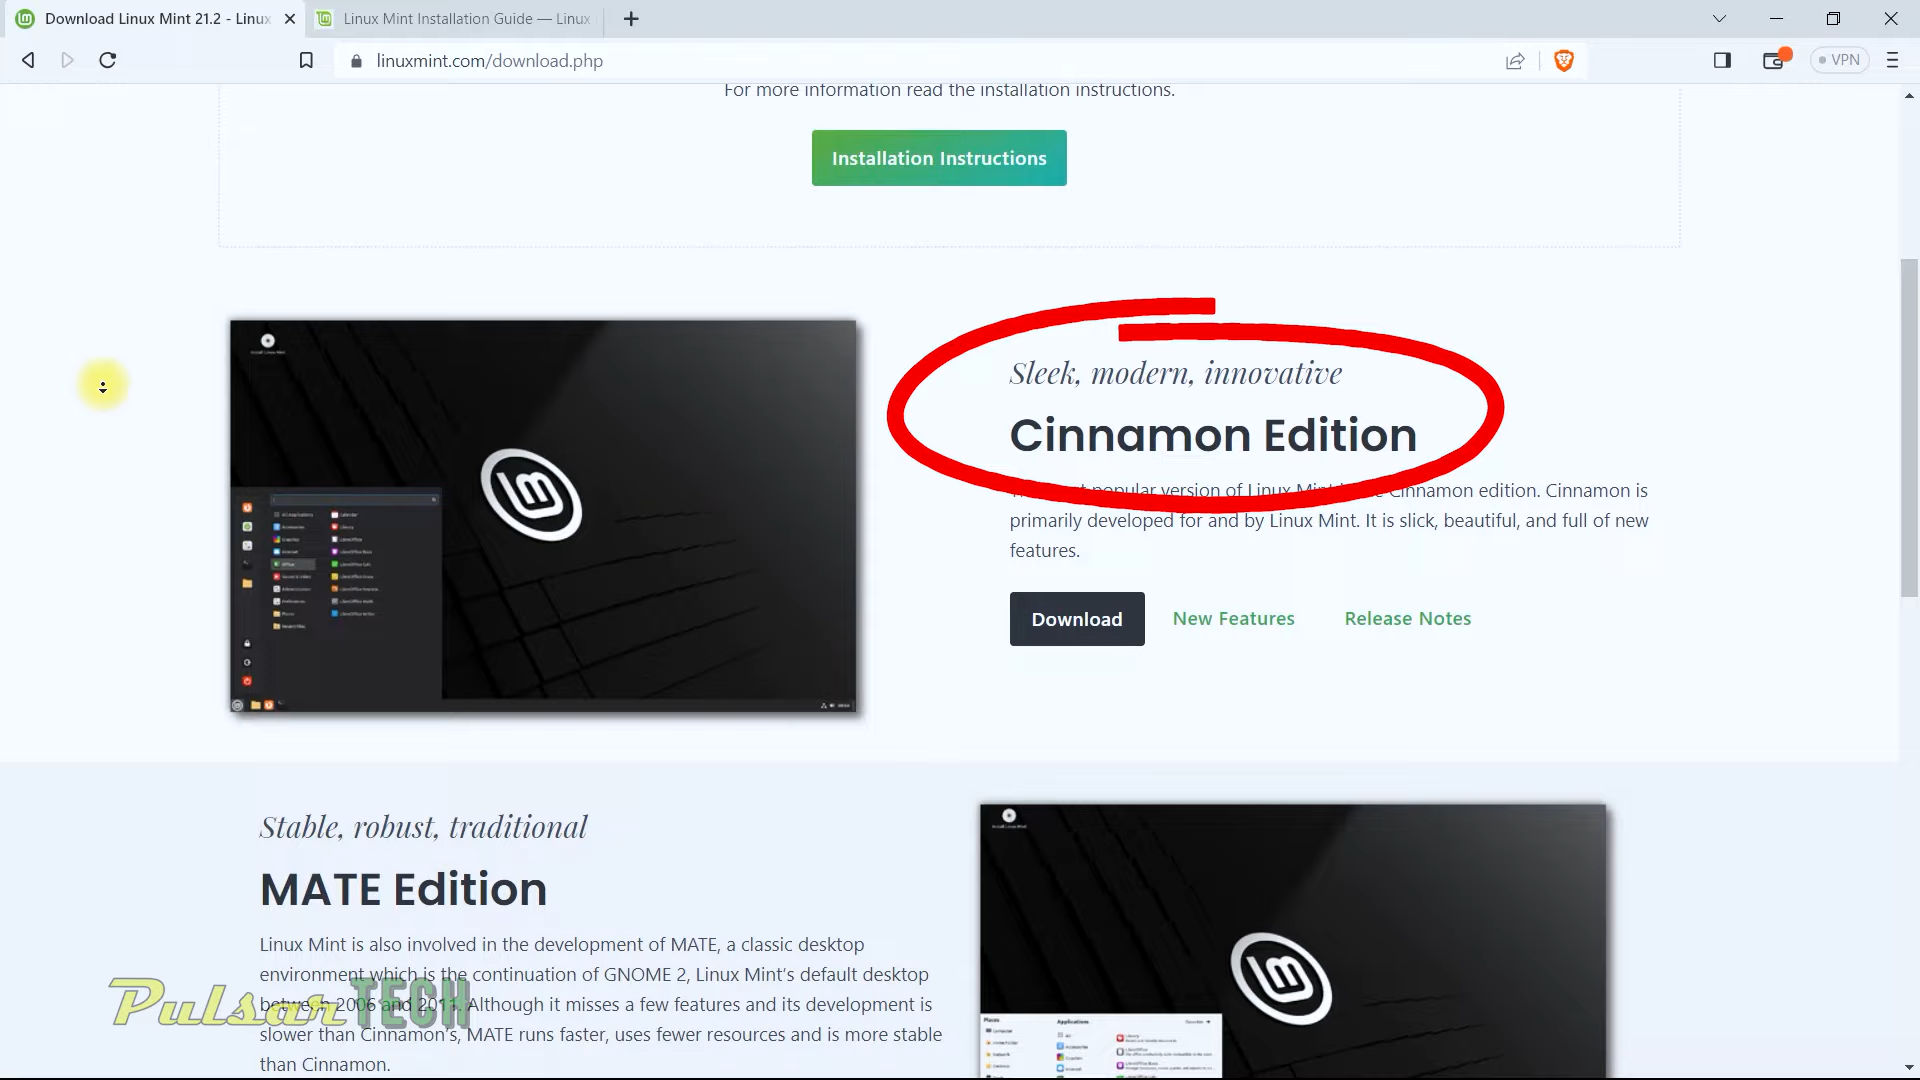 Download Linux Mint 21.2 - Linux
Linux Mint Installation Guide — Linux
linuxmint.com/download.php
VPN
For more information read the installation instructions.
Installation Instructions
Sleek, modern, innovative
Cinnamon Edition
popular version of Linux Mint Cinnamon edition. Cinnamon is
primarily developed for and by Linux Mint. It is slick, beautiful, and full of new
features.
Download
New Features
Release Notes
Stable, robust, traditional
MATE Edition
Linux Mint is also involved in the development of MATE, a classic desktop
environment which is the continuation of GNOME 2, Linux Mint's default desktop
between 2006 and 2011. Although it misses a few features and its development is
slower than Cinnamon's, MATE runs faster, uses fewer resources and is more stable
than Cinnamon.
Pulsar TECH
Places
Applications